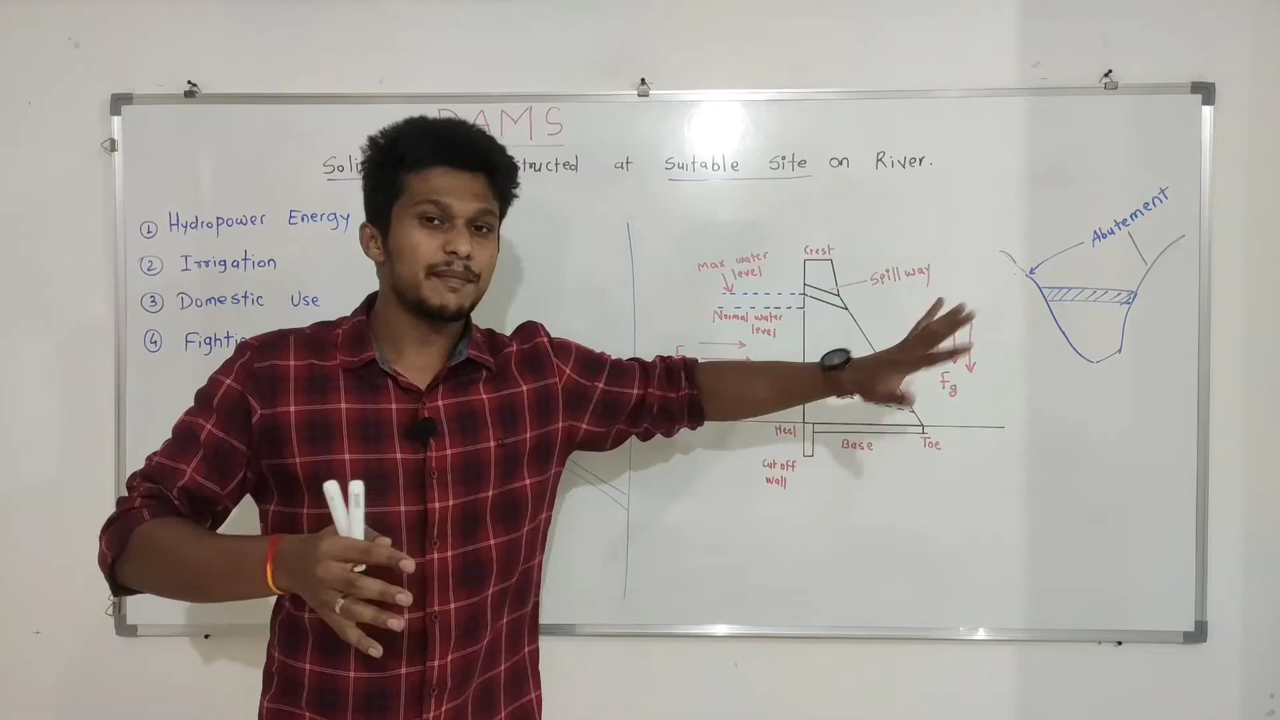 DAMS
Soli structed at Suitable Site on River.
① Hydropower Energy
② Irrigation
③ Domestic Use
④ Fighti
Crest
Max water
level
Spill way
Normal water
level
F
Fg
Heel
Base
Toe
Cut off
wall
Abutement